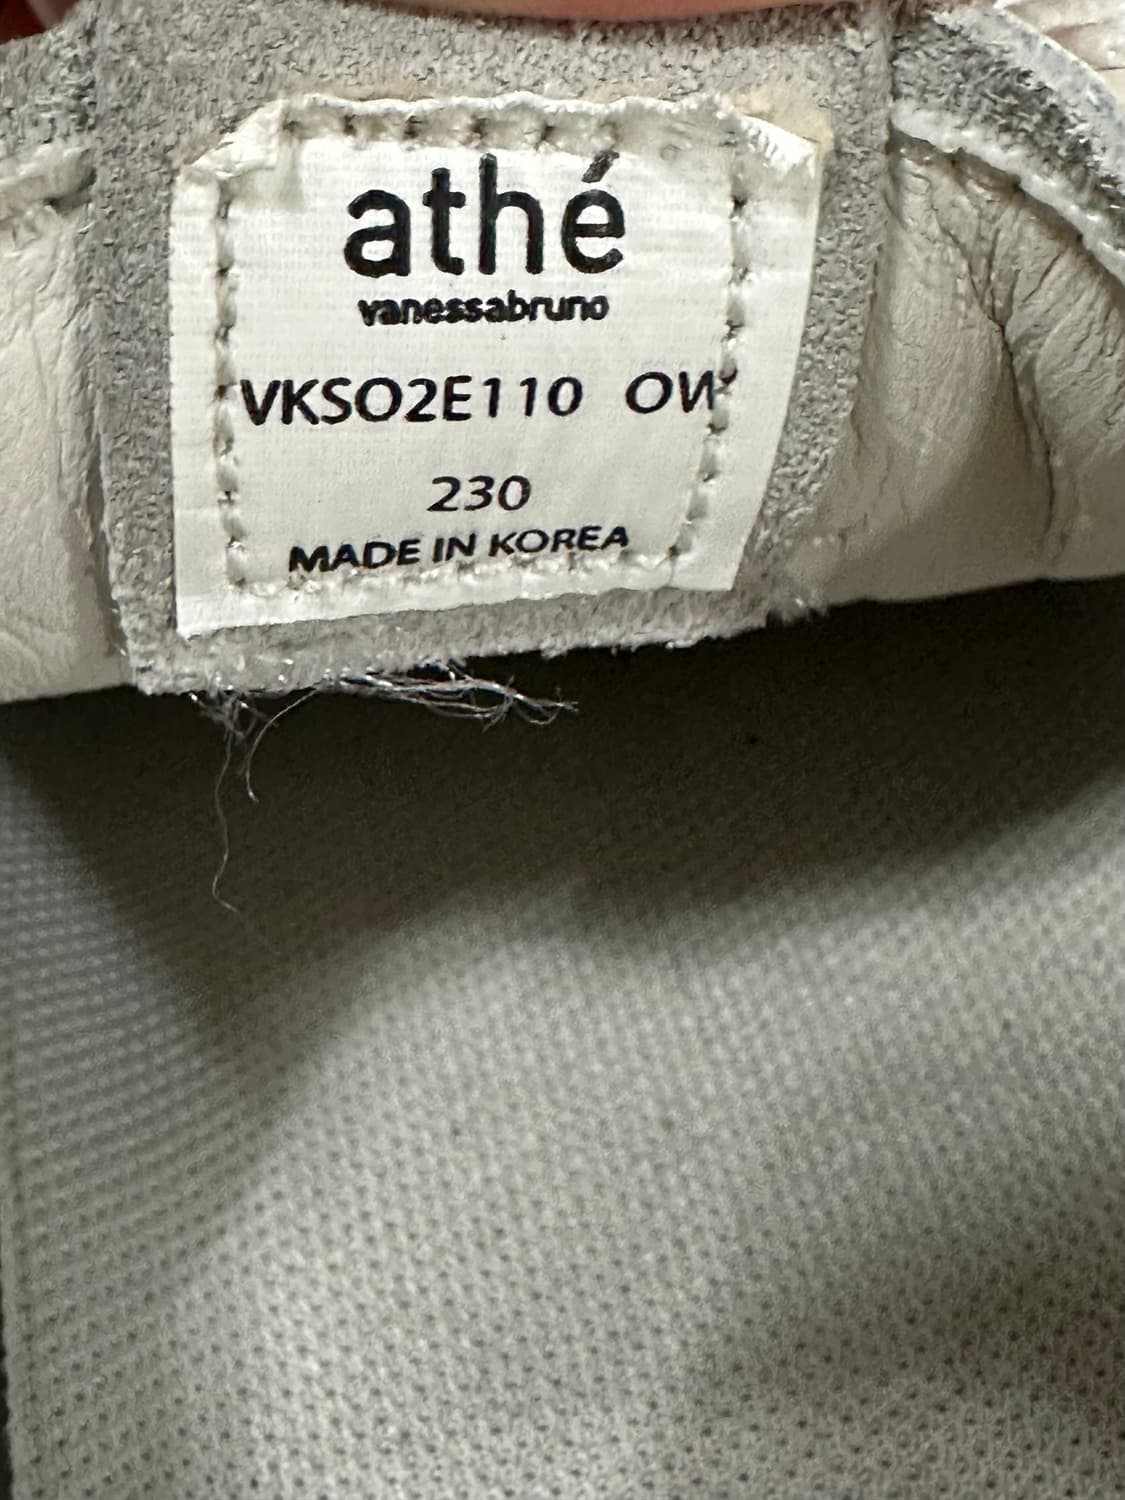 athé
vanessabruno
VKSO2E110 OW
230
MADE IN KOREA